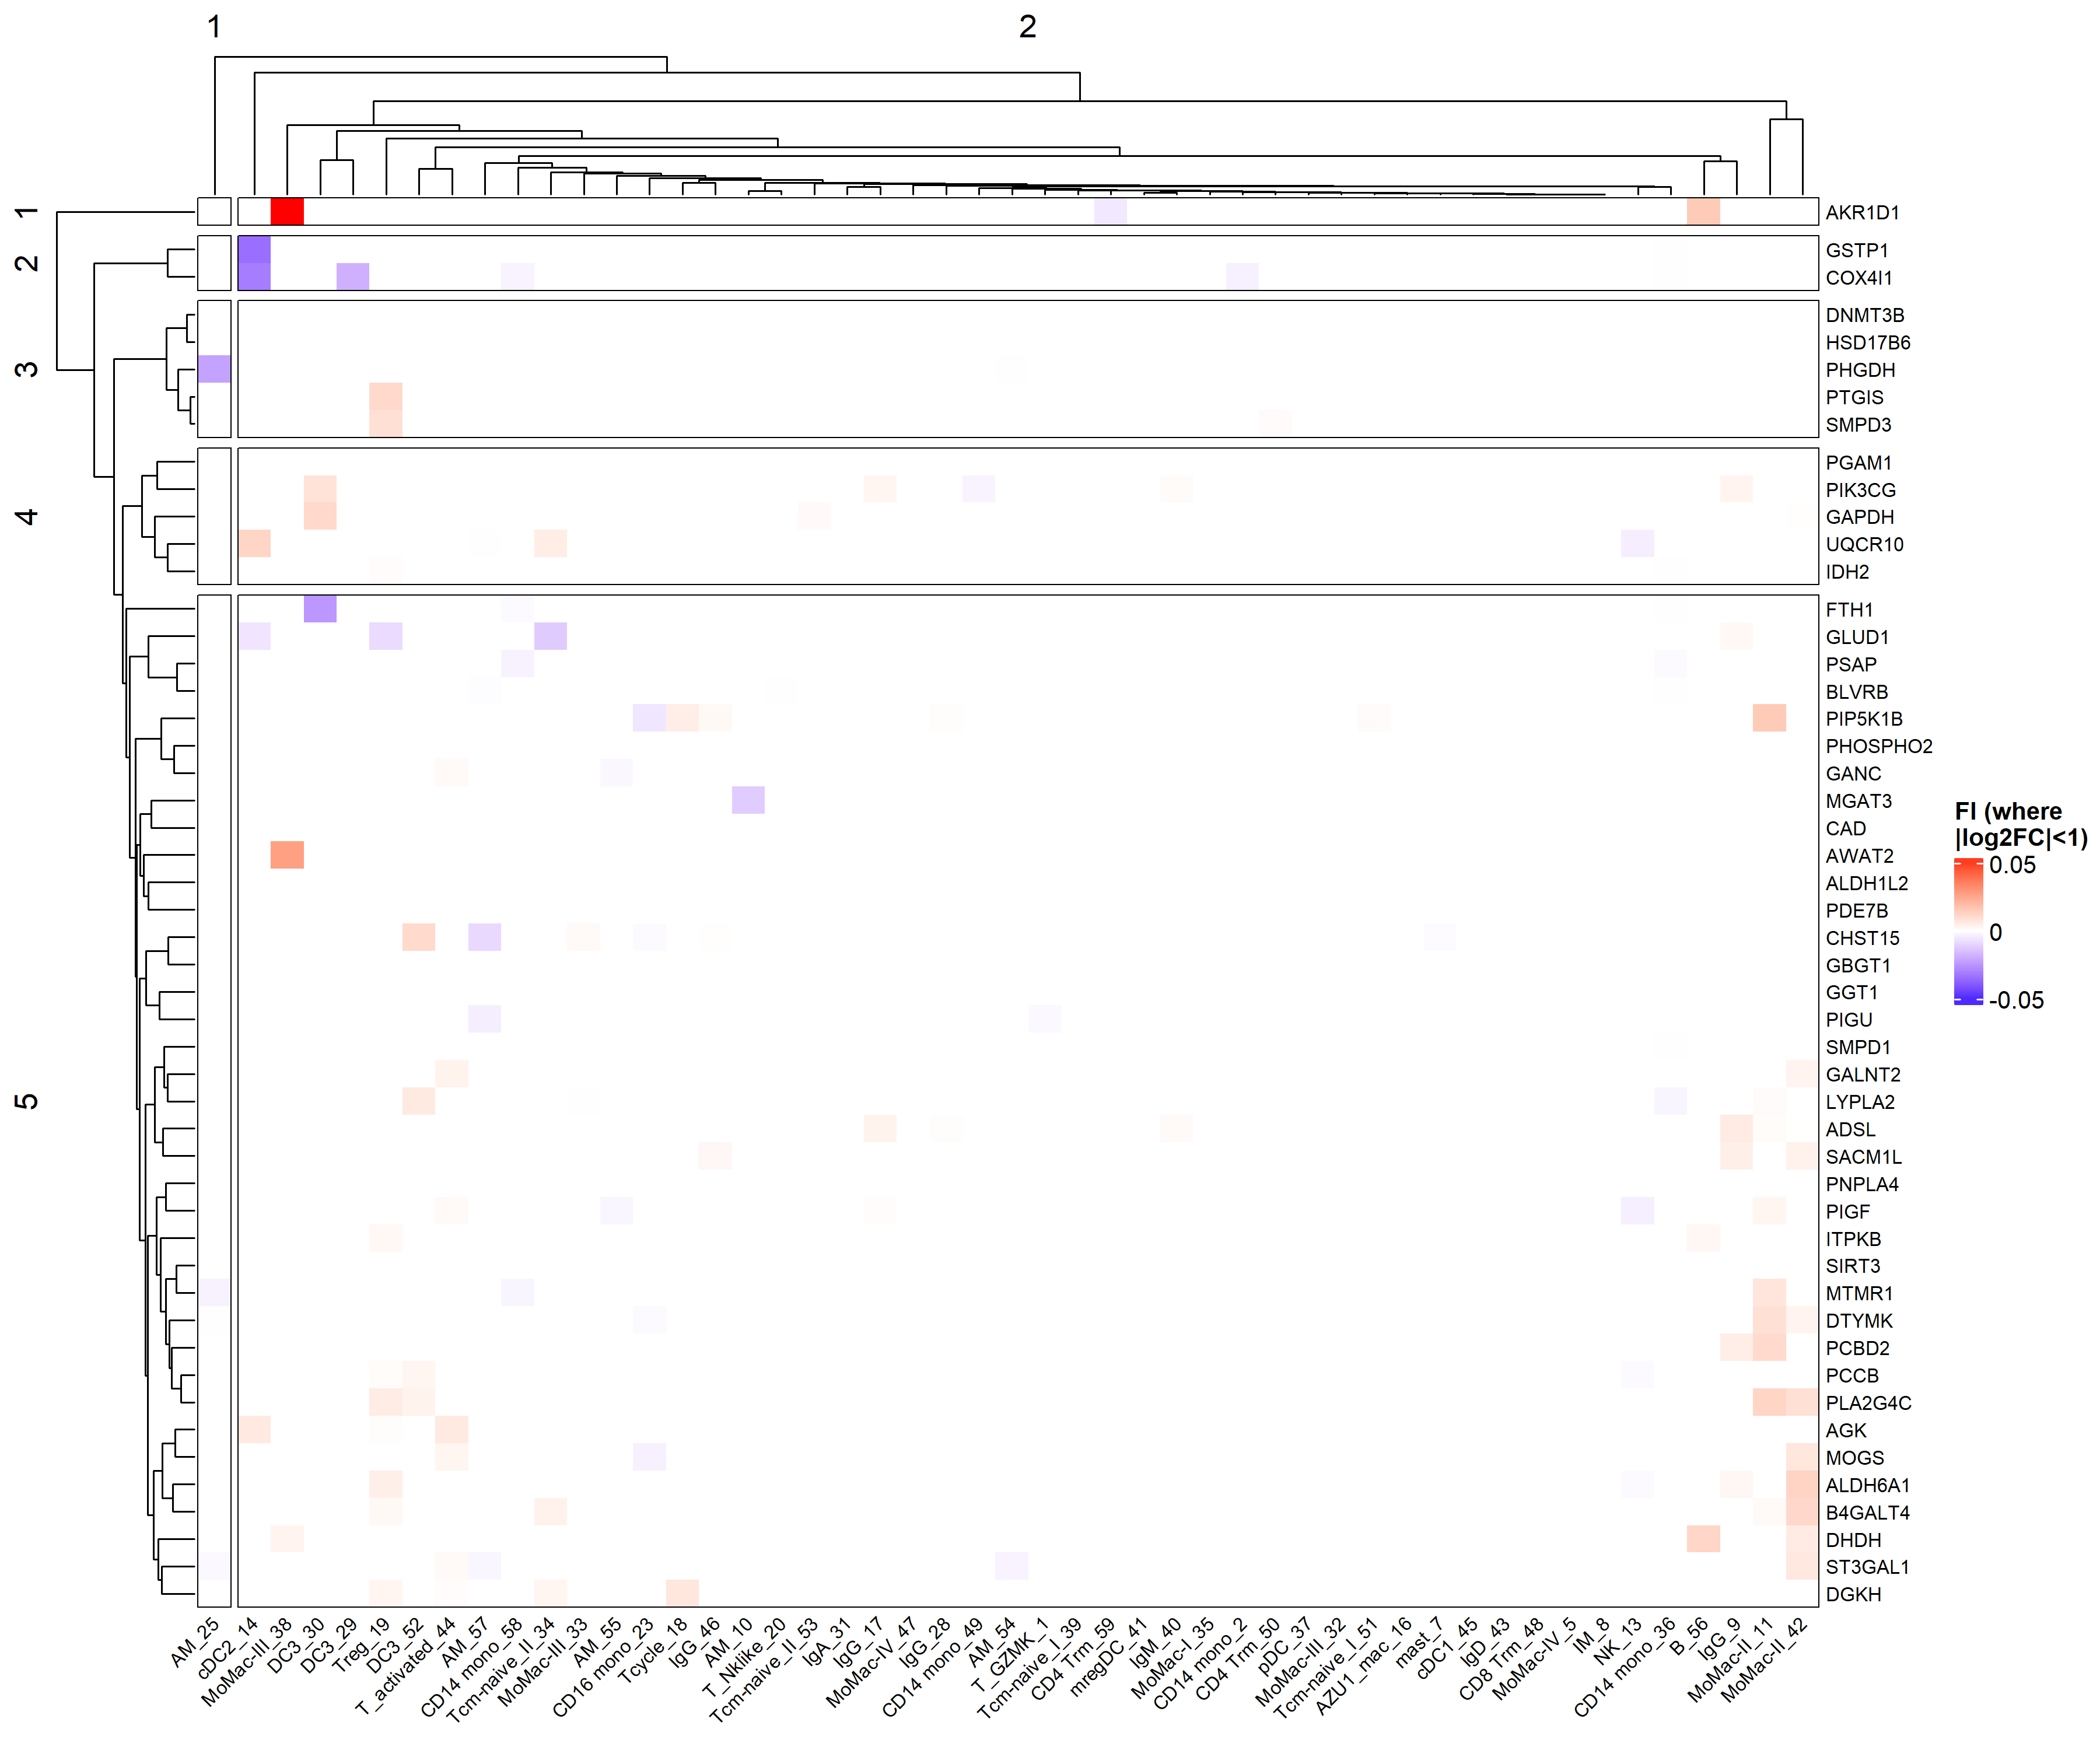 1
2
1
2
3
4
5
AKR1D1
GSTP1
COX4I1
DNMT3B
HSD17B6
PHGDH
PTGIS
SMPD3
PGAM1
PIK3CG
GAPDH
UQCR10
IDH2
FTH1
GLUD1
PSAP
BLVRB
PIP5K1B
PHOSPHO2
GANC
MGAT3
CAD
AWAT2
ALDH1L2
PDE7B
CHST15
GBGT1
GGT1
PIGU
SMPD1
GALNT2
LYPLA2
ADSL
SACM1L
PNPLA4
PIGF
ITPKB
SIRT3
MTMR1
DTYMK
PCBD2
PCCB
PLA2G4C
AGK
MOGS
ALDH6A1
B4GALT4
DHDH
ST3GAL1
DGKH
FI (where
|log2FC|<1)
0.05
0
-0.05
AM_25
cDC2_14
MoMac-III_38
DC3_30
DC3_29
Treg_19
DC3_52
T_activated_44
AM_57
CD14 mono_58
Tcm-naive_II_34
MoMac-III_33
AM_55
CD16 mono_23
Tcycle_18
IgG_46
AM_10
T_Nklike_20
Tcm-naive_II_53
IgA_31
IgG_17
MoMac-IV_47
IgG_28
CD14 mono_49
AM_54
T_GZMK_1
Tcm-naive_I_39
CD4 Trm_59
mregDC_41
IgM_40
MoMac-I_35
CD14 mono_2
CD4 Trm_50
pDC_37
MoMac-III_32
Tcm-naive_I_51
AZU1_mac_16
mast_7
cDC1_45
IgD_43
CD8 Trm_48
MoMac-IV_5
IM_8
NK_13
CD14 mono_36
B_56
IgG_9
MoMac-II_11
MoMac-II_42